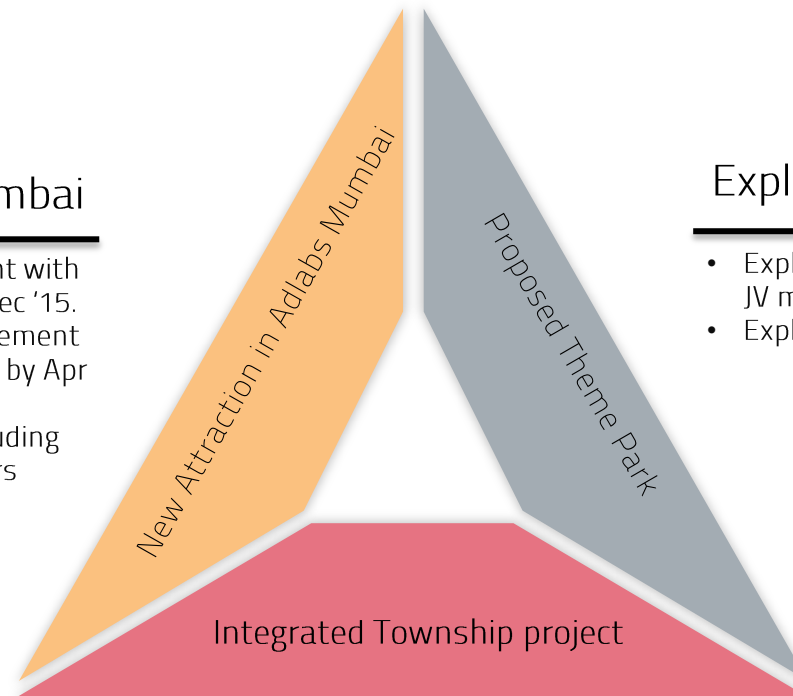 mbai
nt with
ec '15.
ement
by Apr
uding
rs
New Attraction in Adlabs Mumbai
Proposed Theme Park
Integrated Township project
Expl
• Expl
JV m
• Expl